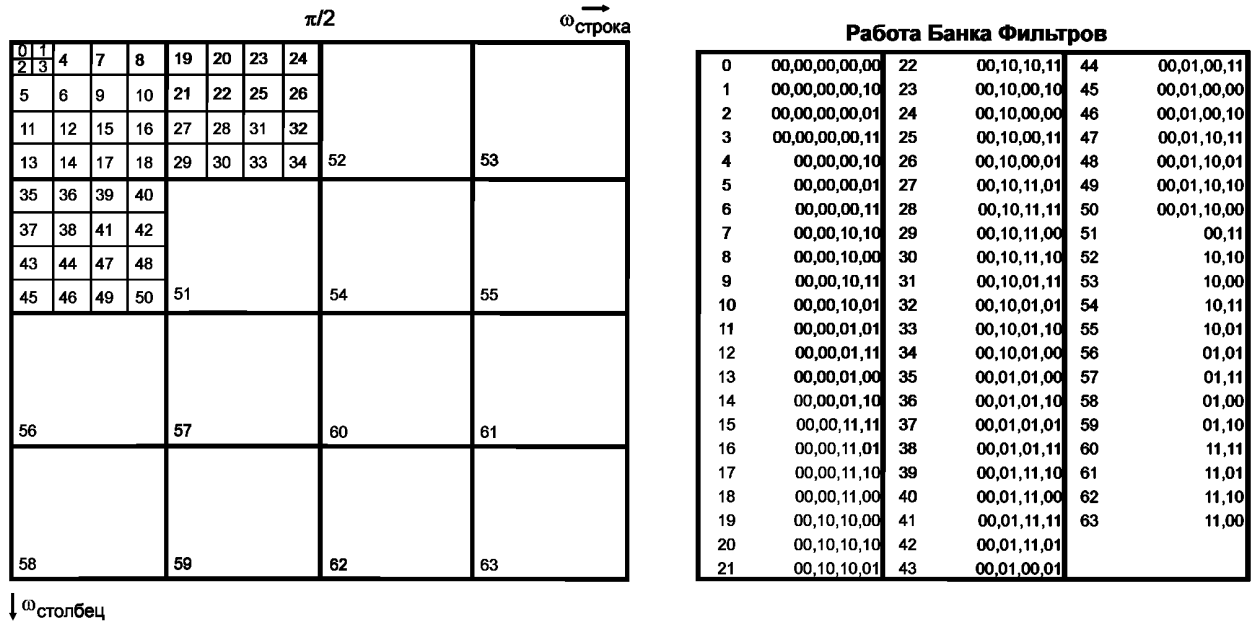 π/2
ω строка
0 1 4 7 8 19 20 23 24
2 3
5 6 9 10 21 22 25 26
11 12 15 16 27 28 31 32
13 14 17 18 29 30 33 34 52 53
35 36 39 40
37 38 41 42
43 44 47 48
45 46 49 50 51 54 55
56 57 60 61
58 59 62 63
ω столбец
Работа Банка Фильтров
0 00,00,00,00,00 22 00,10,10,11 44 00,01,00,11
1 00,00,00,00,10 23 00,10,00,10 45 00,01,00,00
2 00,00,00,00,01 24 00,10,00,00 46 00,01,00,10
3 00,00,00,00,11 25 00,10,00,11 47 00,01,10,11
4 00,00,00,10 26 00,10,00,01 48 00,01,10,01
5 00,00,00,01 27 00,10,11,01 49 00,01,10,10
6 00,00,00,11 28 00,10,11,11 50 00,01,10,00
7 00,00,10,10 29 00,10,11,00 51 00,11
8 00,00,10,00 30 00,10,11,10 52 10,10
9 00,00,10,11 31 00,10,01,11 53 10,00
10 00,00,10,01 32 00,10,01,01 54 10,11
11 00,00,01,01 33 00,10,01,10 55 10,01
12 00,00,01,11 34 00,10,01,00 56 01,01
13 00,00,01,00 35 00,01,01,00 57 01,11
14 00,00,01,10 36 00,01,01,10 58 01,00
15 00,00,11,11 37 00,01,01,01 59 01,10
16 00,00,11,01 38 00,01,01,11 60 11,11
17 00,00,11,10 39 00,01,11,10 61 11,01
18 00,00,11,00 40 00,01,11,00 62 11,10
19 00,10,10,00 41 00,01,11,11 63 11,00
20 00,10,10,10 42 00,01,11,01
21 00,10,10,01 43 00,01,00,01